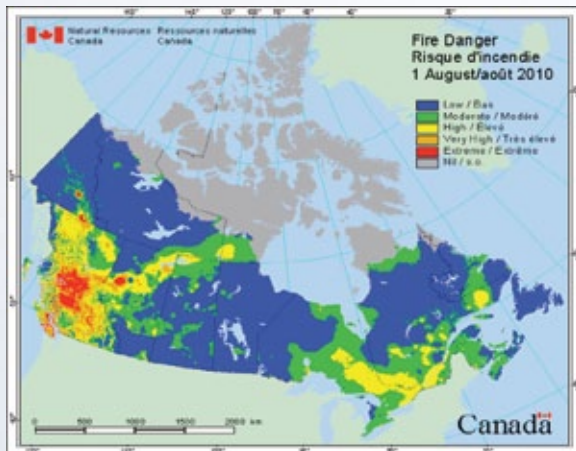 Natural Resources Canada
Ressources naturelles Canada
Fire Danger
Risque d'incendie
1 August/août 2010
Low / Bas
Moderate / Modéré
High / Élevé
Very High / Très élevé
Extreme / Extrême
Nil / s.o.
0 500 1000 1500 2000 km
Canada